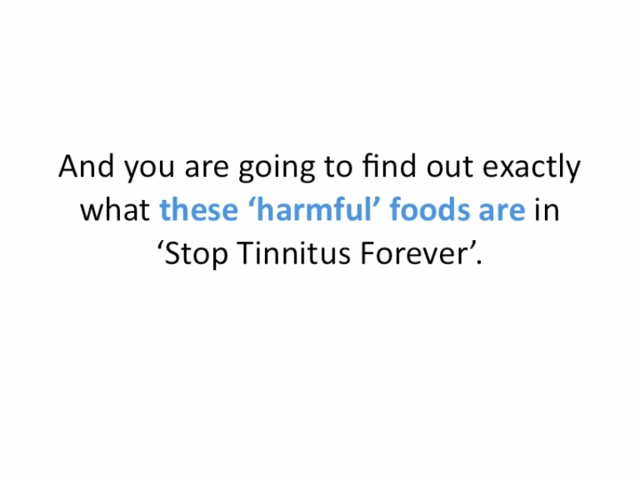 And you are going to find out exactly
what these ‘harmful’ foods are in
‘Stop Tinnitus Forever’.